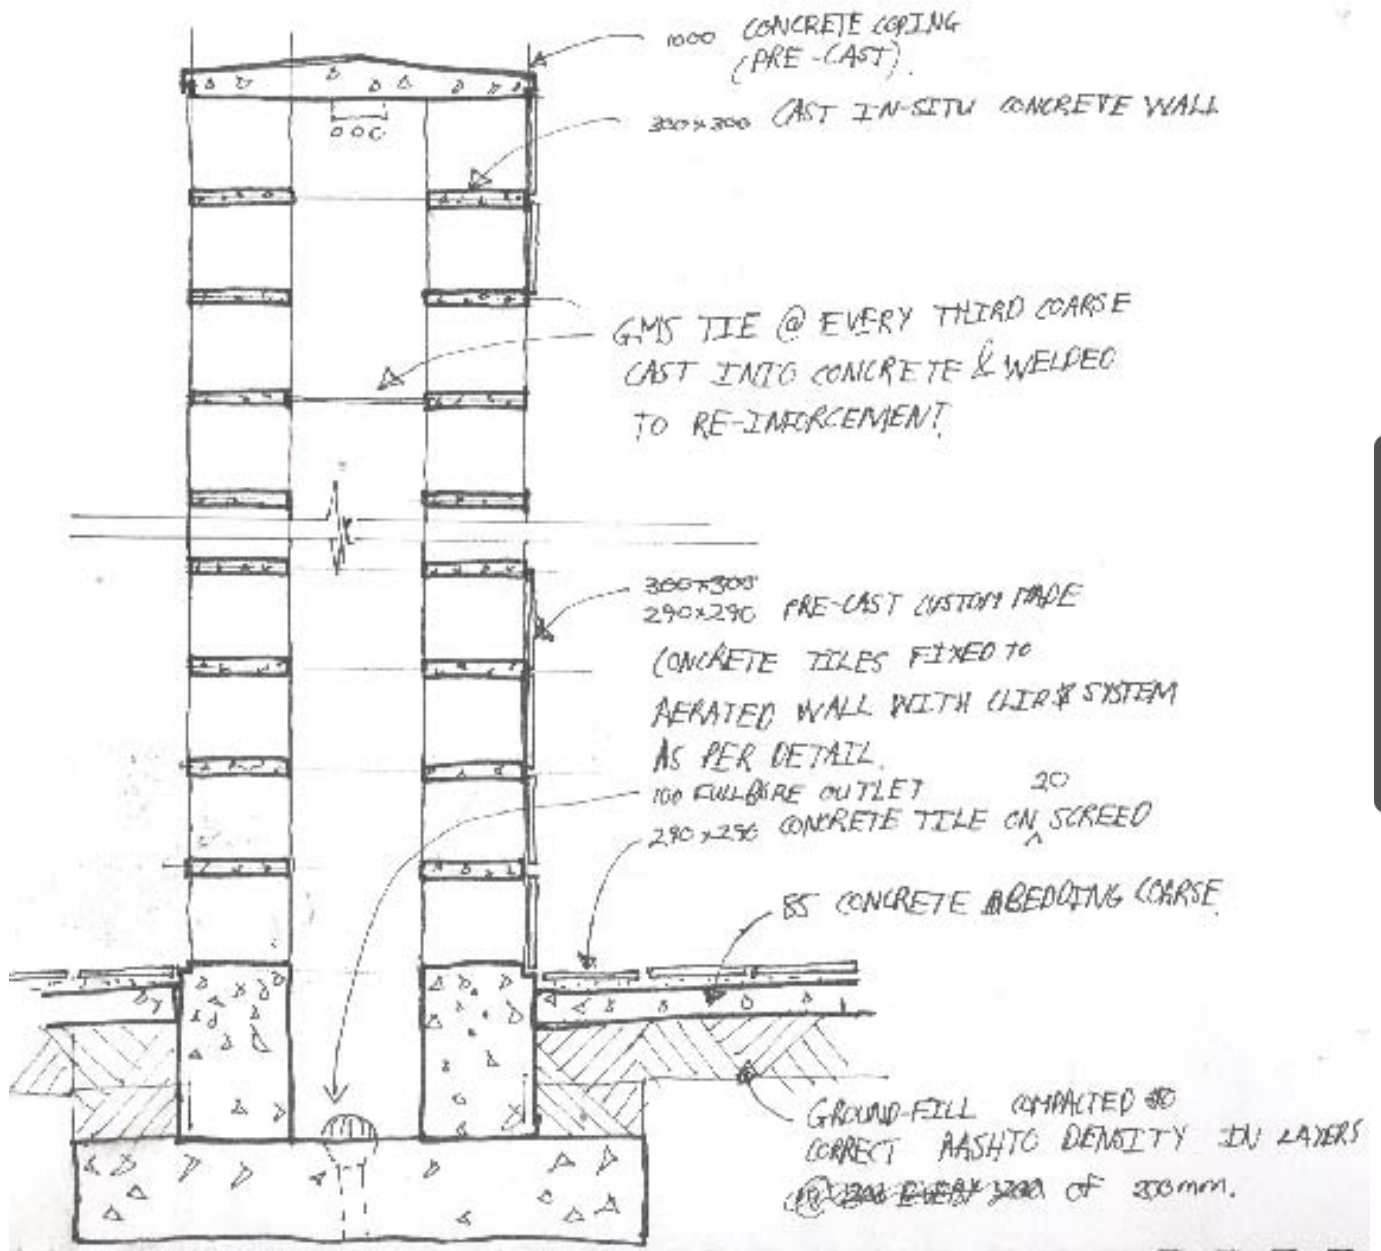 1000 CONCRETE COPING
(PRE-CAST).
300x300 CAST IN-SITU CONCRETE WALL
GMS TIE @ EVERY THIRD COARSE
CAST INTO CONCRETE & WELDED
TO RE-INFORCEMENT.
300x300
290x290 PRE-CAST CUSTOM MADE
CONCRETE TILES FIXED TO
AERATED WALL WITH CLIP SYSTEM
AS PER DETAIL.
100 FULLBORE OUTLET
20
290x290 CONCRETE TILE ON SCREED
85 CONCRETE BEDDING COARSE.
GROUND-FILL COMPACTED TO
CORRECT AASHTO DENSITY IN LAYERS
OF 200mm.